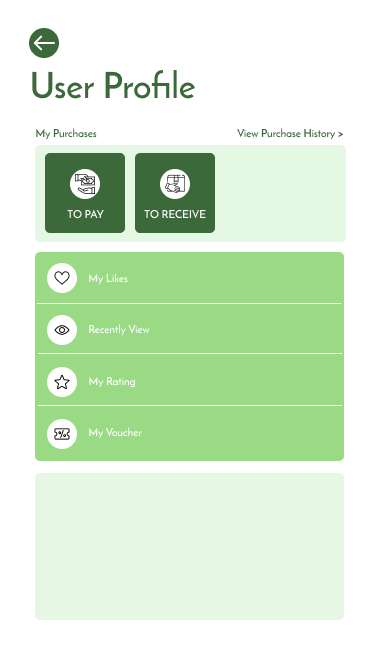 User Profile
My Purchases
View Purchase History >
TO PAY
TO RECEIVE
My Likes
Recently View
My Rating
My Voucher